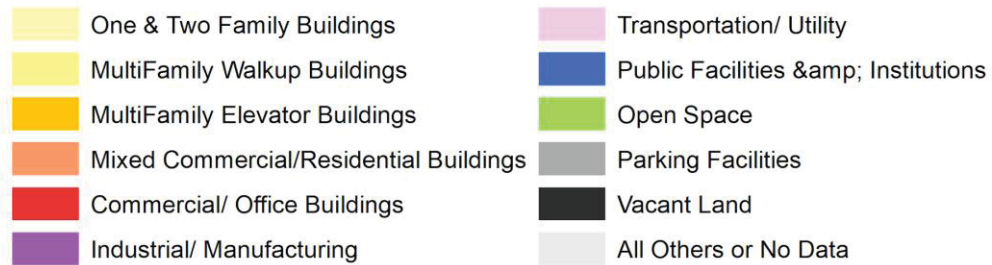 One & Two Family Buildings
MultiFamily Walkup Buildings
MultiFamily Elevator Buildings
Mixed Commercial/Residential Buildings
Commercial/ Office Buildings
Industrial/ Manufacturing
Transportation/ Utility
Public Facilities &amp; Institutions
Open Space
Parking Facilities
Vacant Land
All Others or No Data